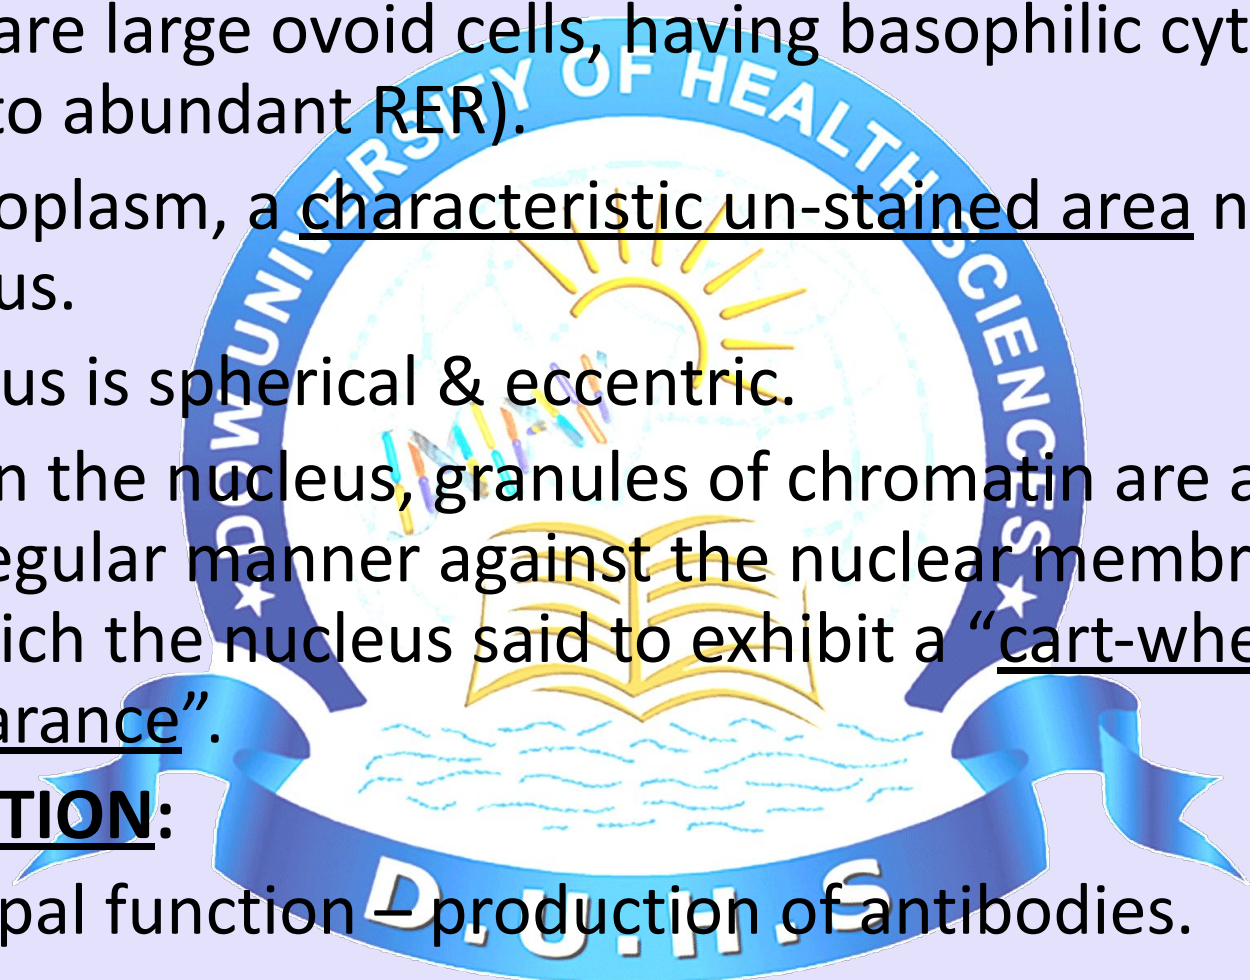 are large ovoid cells, having basophilic cyt
to abundant RER).
oplasm, a characteristic un-stained area n
us.
us is spherical & eccentric.
n the nucleus, granules of chromatin are a
egular manner against the nuclear membr
ich the nucleus said to exhibit a “cart-whe
arance”.
TION:
pal function – production of antibodies.
★ DOW UNIVERSITY OF HEALTH SCIENCES ★
D.U.H.S